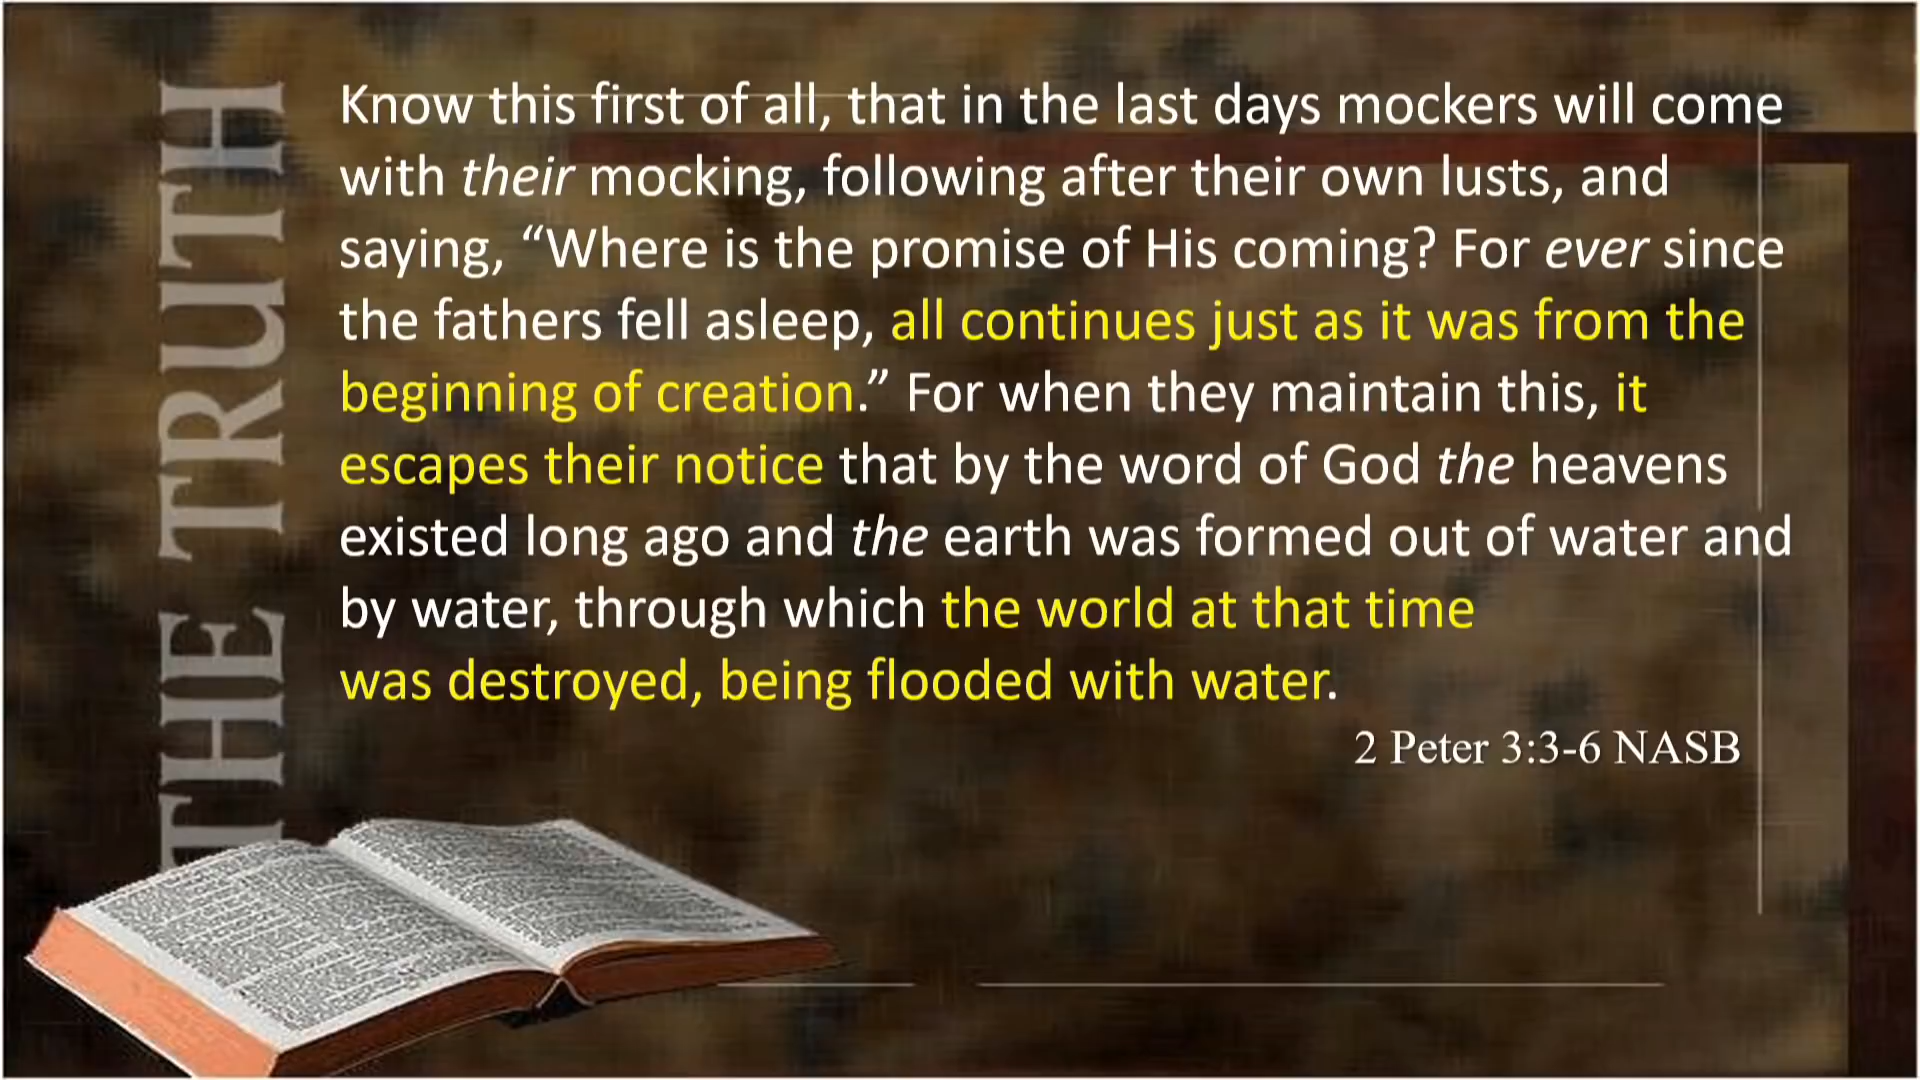 THE TRUTH
Know this first of all, that in the last days mockers will come
with their mocking, following after their own lusts, and
saying, “Where is the promise of His coming? For ever since
the fathers fell asleep, all continues just as it was from the
beginning of creation.” For when they maintain this, it
escapes their notice that by the word of God the heavens
existed long ago and the earth was formed out of water and
by water, through which the world at that time
was destroyed, being flooded with water.
2 Peter 3:3-6 NASB